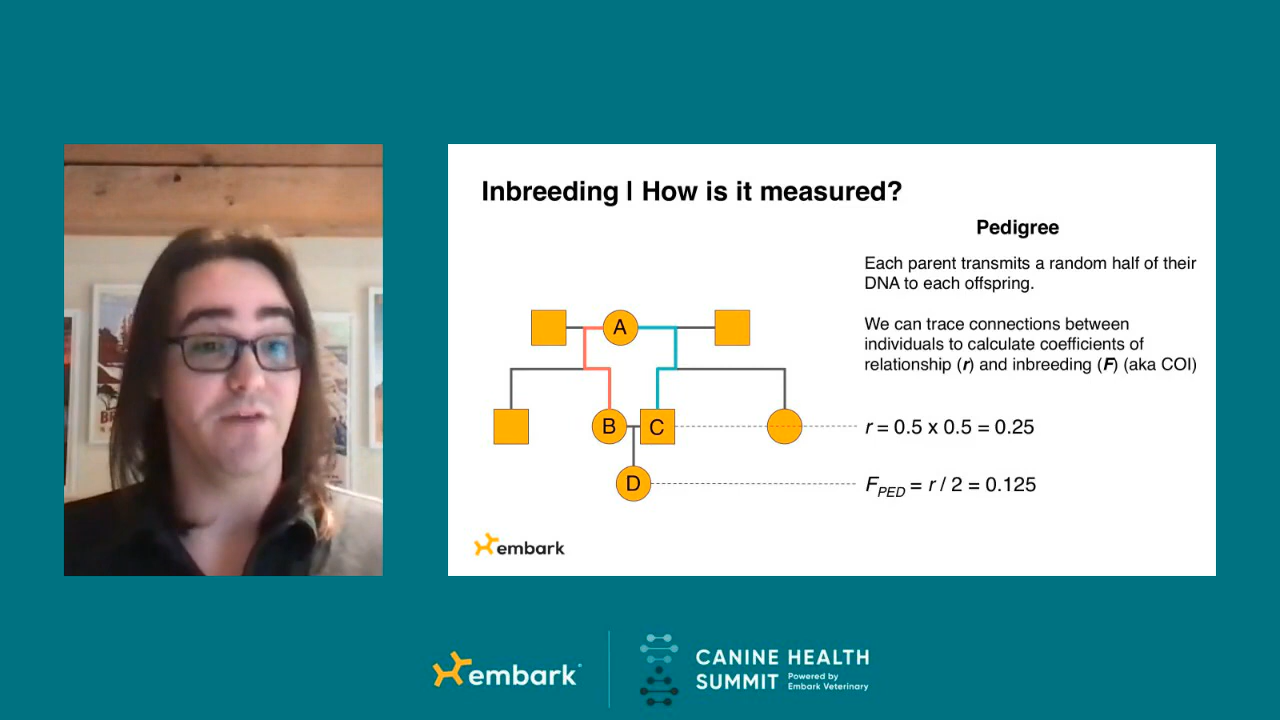 Inbreeding | How is it measured?
Pedigree
Each parent transmits a random half of their
DNA to each offspring.
We can trace connections between
individuals to calculate coefficients of
relationship (r) and inbreeding (F) (aka COI)
A
B
C
r = 0.5 x 0.5 = 0.25
D
FPED = r / 2 = 0.125
embark
embark
CANINE HEALTH
SUMMIT
Powered by
Embark Veterinary